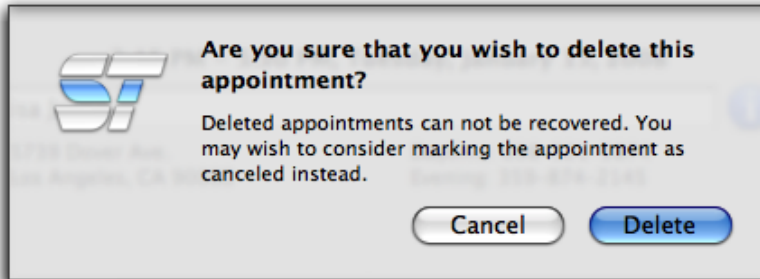 ST
Are you sure that you wish to delete this
appointment?
Deleted appointments can not be recovered. You
may wish to consider marking the appointment as
canceled instead.
Cancel
Delete